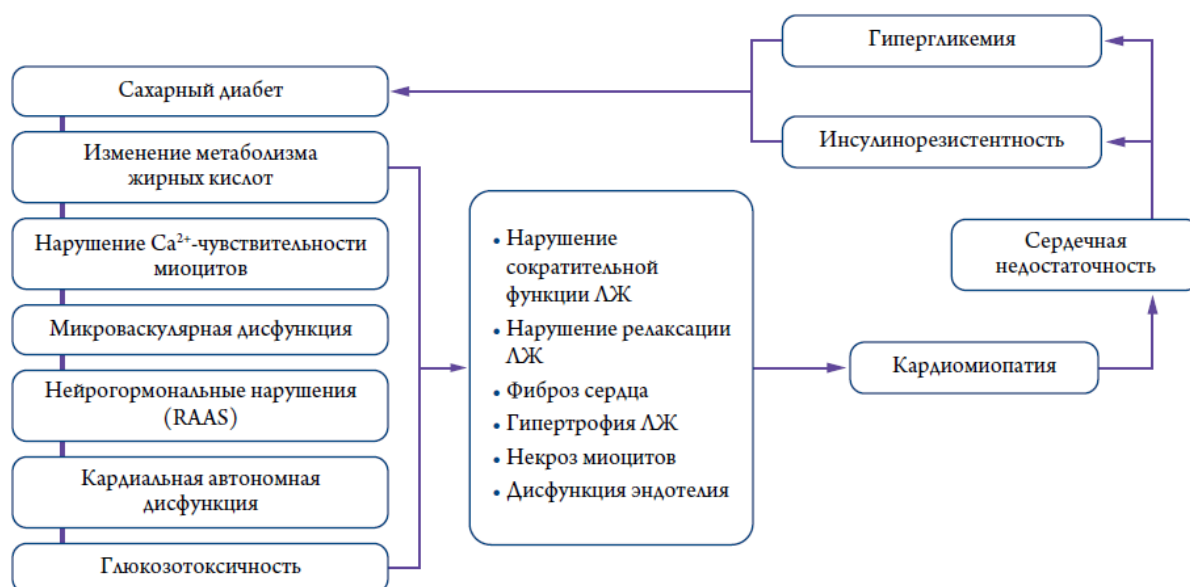 Сахарный диабет
Изменение метаболизма
жирных кислот
Нарушение Ca²⁺-чувствительности
миоцитов
Микроваскулярная дисфункция
Нейрогормональные нарушения
(RAAS)
Кардиальная автономная
дисфункция
Глюкозотоксичность
• Нарушение
сократительной
функции ЛЖ
• Нарушение релаксации
ЛЖ
• Фиброз сердца
• Гипертрофия ЛЖ
• Некроз миоцитов
• Дисфункция эндотелия
Кардиомиопатия
Сердечная
недостаточность
Гипергликемия
Инсулинорезистентность